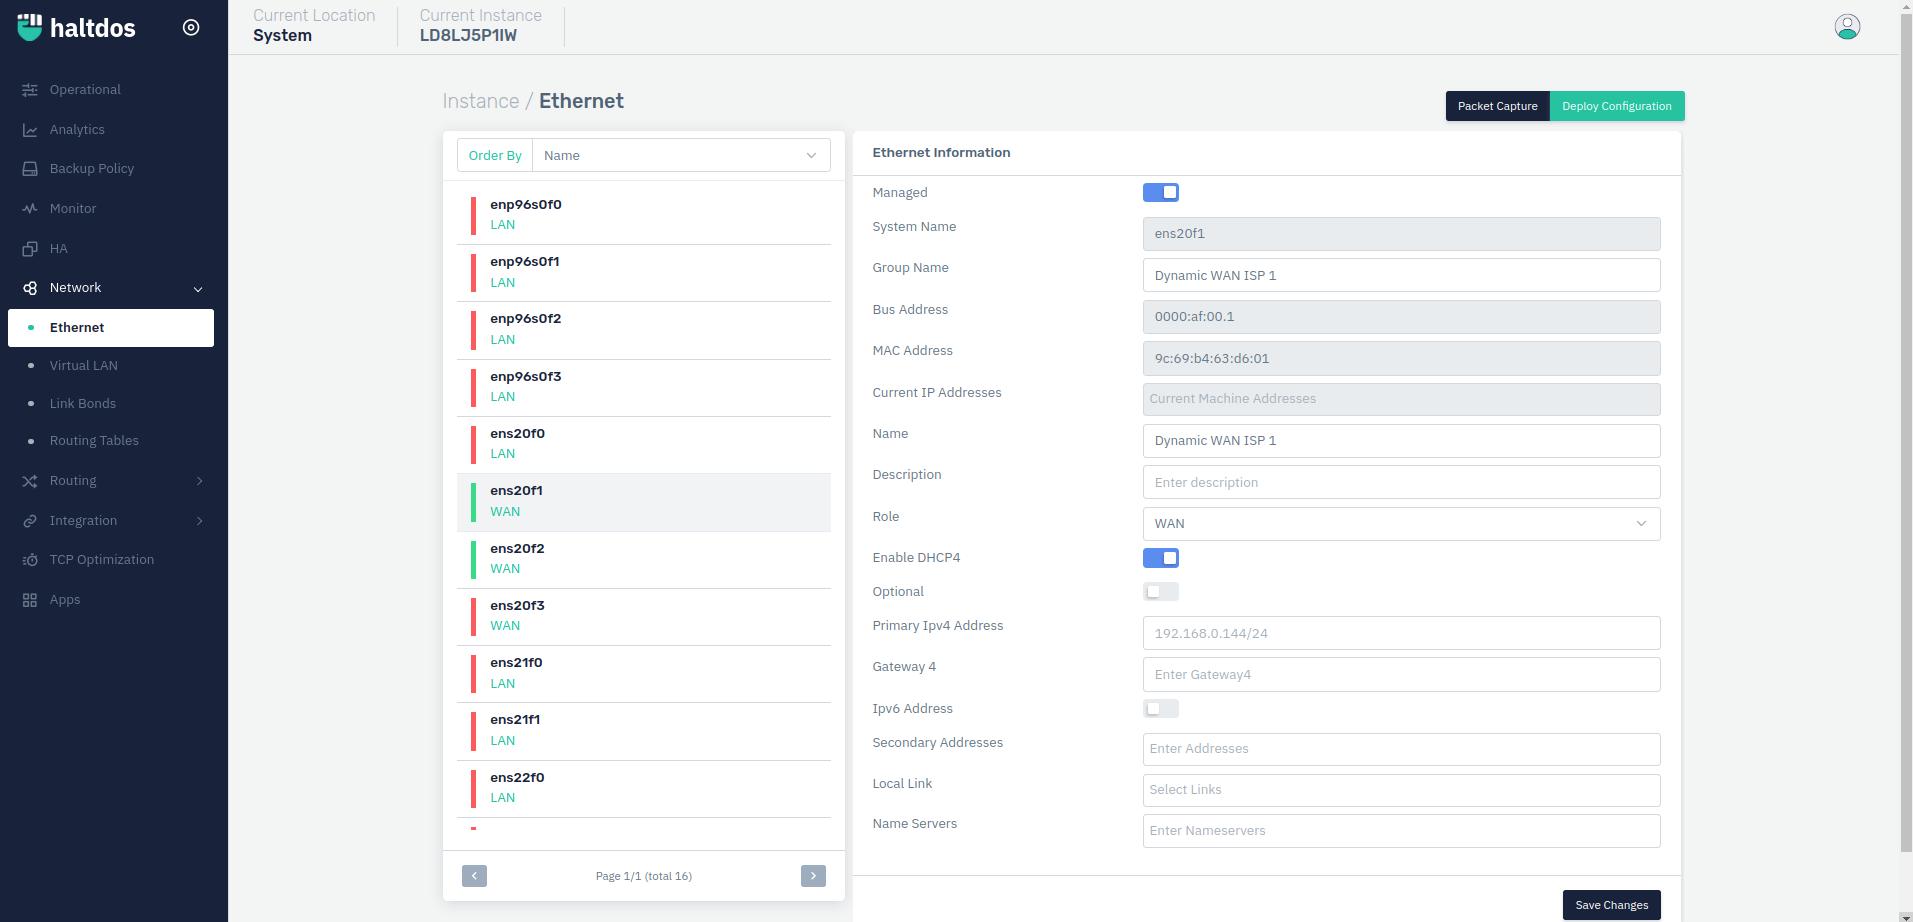 haltdos
Current Location
System
Current Instance
LD8LJ5P1IW
Operational
Analytics
Backup Policy
Monitor
HA
Network
Ethernet
Virtual LAN
Link Bonds
Routing Tables
Routing
Integration
TCP Optimization
Apps
Instance / Ethernet
Packet Capture
Deploy Configuration
Order By
Name
enp96s0f0
LAN
enp96s0f1
LAN
enp96s0f2
LAN
enp96s0f3
LAN
ens20f0
LAN
ens20f1
WAN
ens20f2
WAN
ens20f3
WAN
ens21f0
LAN
ens21f1
LAN
ens22f0
LAN
Page 1/1 (total 16)
Ethernet Information
Managed
System Name
ens20f1
Group Name
Dynamic WAN ISP 1
Bus Address
0000:af:00.1
MAC Address
9c:69:b4:63:d6:01
Current IP Addresses
Current Machine Addresses
Name
Dynamic WAN ISP 1
Description
Enter description
Role
WAN
Enable DHCP4
Optional
Primary Ipv4 Address
192.168.0.144/24
Gateway 4
Enter Gateway4
Ipv6 Address
Secondary Addresses
Enter Addresses
Local Link
Select Links
Name Servers
Enter Nameservers
Save Changes